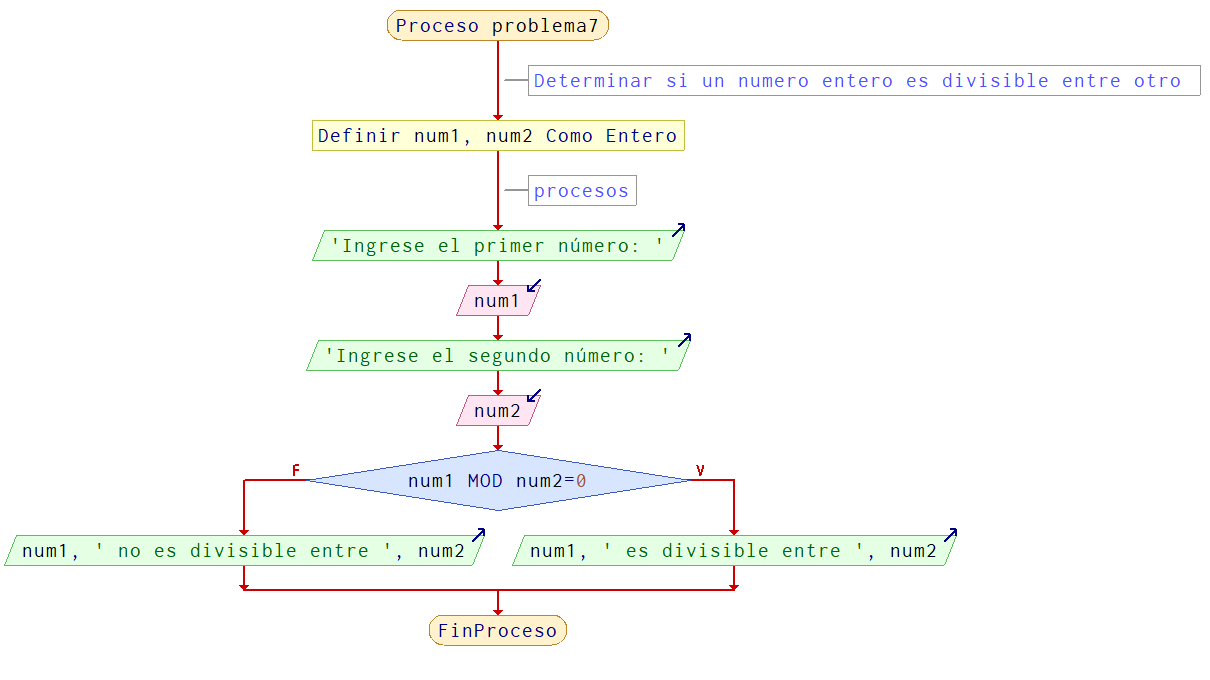 Proceso problema7
Determinar si un numero entero es divisible entre otro
Definir num1, num2 Como Entero
procesos
'Ingrese el primer número: '
num1
'Ingrese el segundo número: '
num2
F
V
num1 MOD num2=0
num1, ' no es divisible entre ', num2
num1, ' es divisible entre ', num2
FinProceso